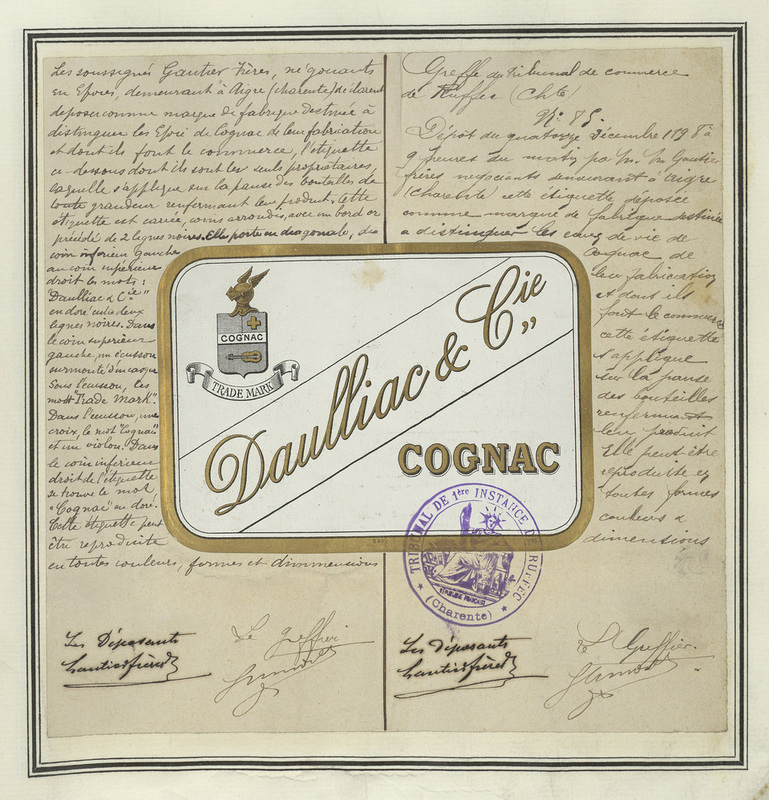 Les soussignés Gautier Frères, négociants
en Epices, demeurant à Aigre (charente) déclarent
déposer comme marque de fabrique destinée à
distinguer les de Cognac de leur fabrication
et dont ils font le commerce, l'étiquette
ci-dessous dont ils sont les seuls propriétaires,
laquelle s'applique sur la panse des bouteilles de
toute grandeur renfermant leur produit. Cette
étiquette est carrée, coins arrondis, avec un bord or
précédé de 2 lignes noires. Elle porte en diagonale, du
coin inférieur Gauche
au coin supérieur
droit les mots:
"Daulliac & Cie"
en doré entre deux
lignes noires. Dans
le coin supérieur
gauche, un écusson
surmonté d'un casque
Sous l'écusson, les
mots "Trade Mark".
Dans l'écusson, une
croix, le mot "Cognac"
et un violon. Dans
le coin inférieur
droit de l'étiquette
se trouve le mot
"Cognac" en doré.
Cette étiquette peut
être reproduite
en toutes couleurs, formes et dimmensions
Les Déposants
Gautier frères
Le Greffier
Greffe du Tribunal de commerce
de Ruffec (Chte)
No. 85.
Dépôt du quatorze Décembre 1898 à
9 heures du matin par M. M. Gautier
frères négociants demeurant à Aigre
(charente) cette étiquette déposée
comme marque de fabrique destinée
a distinguer les eaux de vie de
Cognac de
leur fabrication
et dont ils
font le commerce
cette étiquette
s'applique
sur la panse
des bouteilles
renfermant
leur produit
Elle peut être
reproduite en
toutes formes
couleurs &
dimensions
Les déposants
Gautier frères
Le Greffier
COGNAC
TRADE MARK
Daulliac & Cie"
COGNAC
TRIBUNAL DE 1ère INSTANCE DE RUFFEC
RÉPUBLIQUE FRANÇAISE
(Charente)